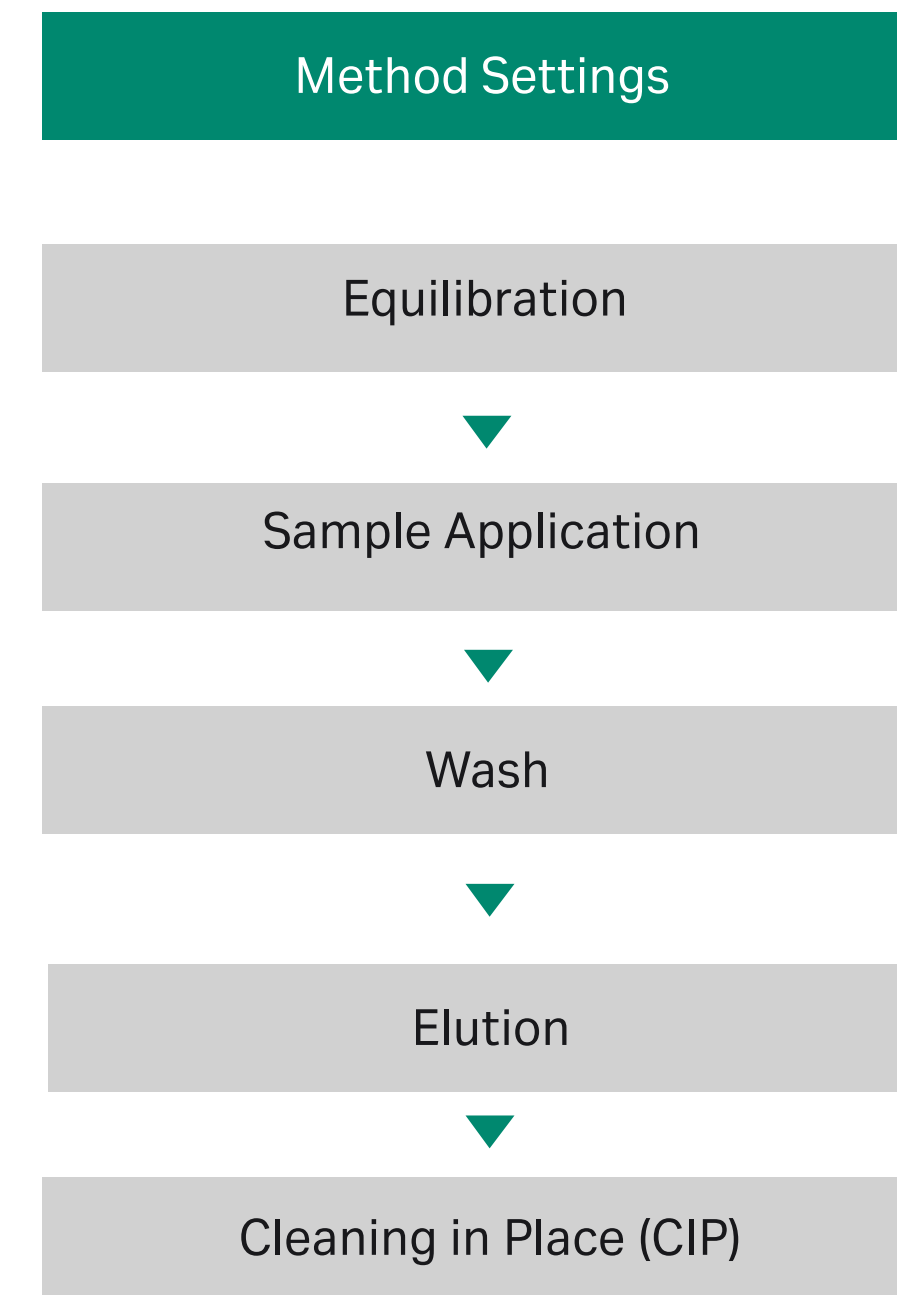 Method Settings
Equilibration
Sample Application
Wash
Elution
Cleaning in Place (CIP)